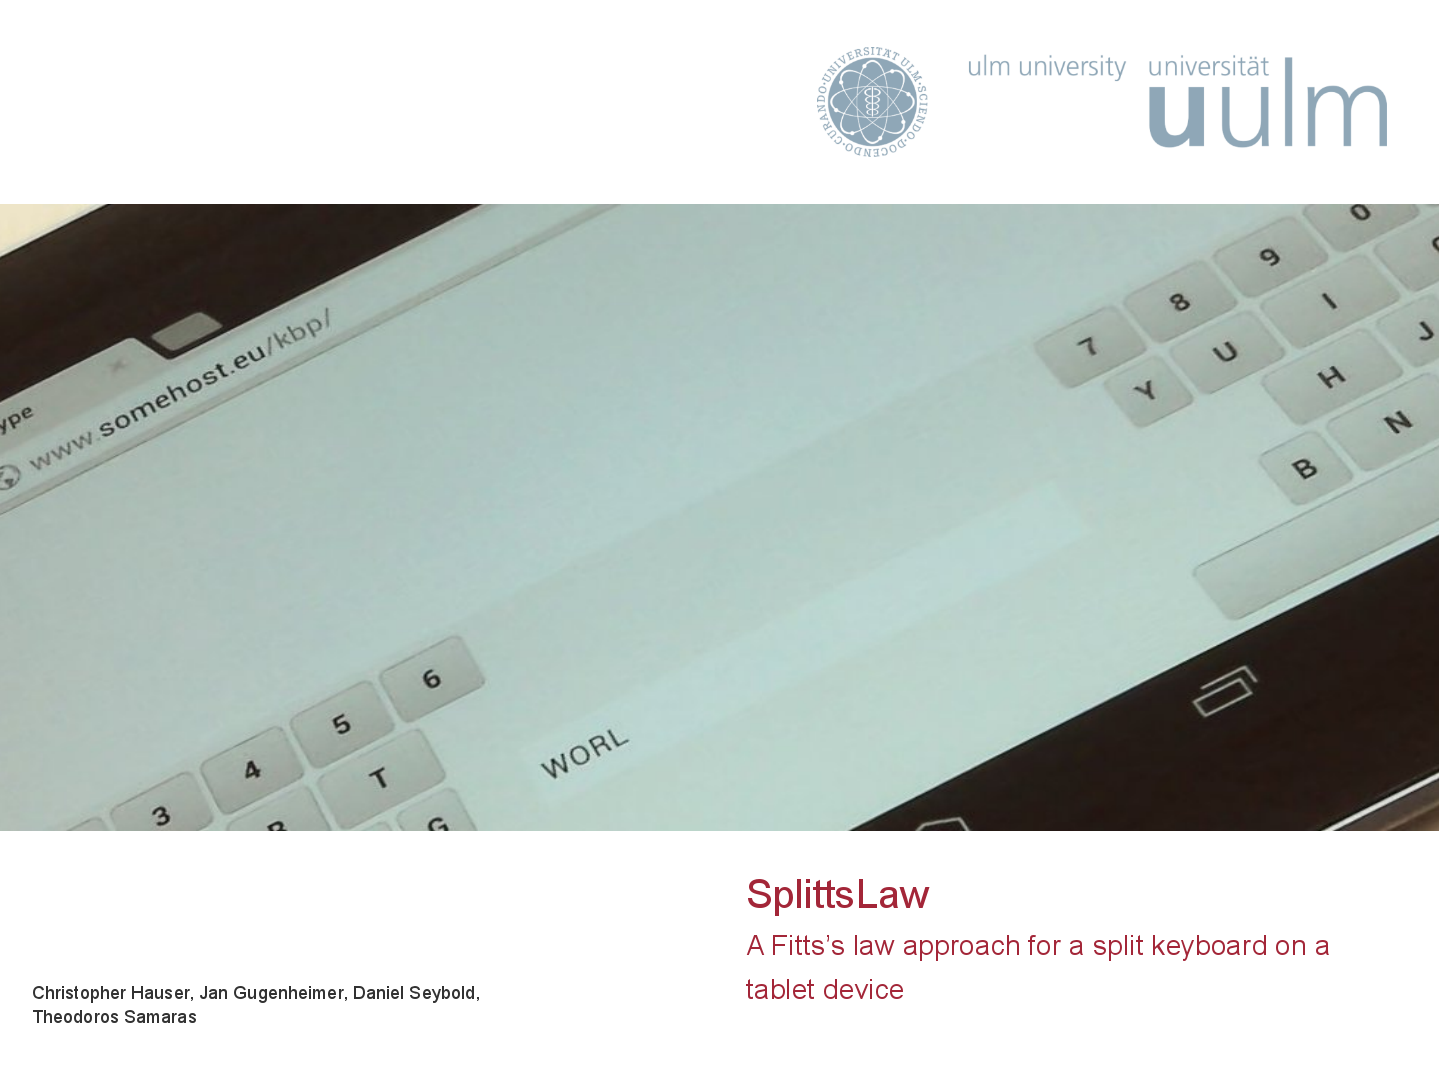 UNIVERSITÄT ULM · SCIENDO · DOCENDO · CURANDO ·
ulm university universität
uulm
ype
www.somehost.eu/kbp/
7 8 9 0
Y U I
H J
B N
3 4 5 6
R T
G
WORL
SplittsLaw
A Fitts’s law approach for a split keyboard on a
tablet device
Christopher Hauser, Jan Gugenheimer, Daniel Seybold,
Theodoros Samaras